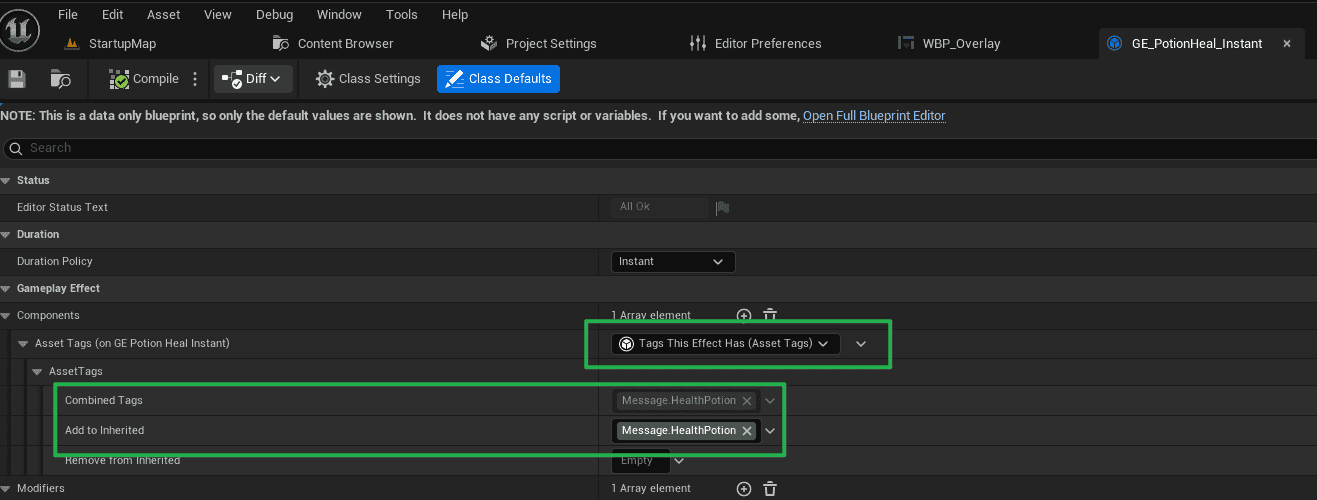 File Edit Asset View Debug Window Tools Help
StartupMap Content Browser Project Settings Editor Preferences WBP_Overlay GE_PotionHeal_Instant
Compile Diff Class Settings Class Defaults
NOTE: This is a data only blueprint, so only the default values are shown. It does not have any script or variables. If you want to add some, Open Full Blueprint Editor
Search
Status
Editor Status Text All Ok
Duration
Duration Policy Instant
Gameplay Effect
Components 1 Array element
Asset Tags (on GE Potion Heal Instant) Tags This Effect Has (Asset Tags)
AssetTags
Combined Tags Message.HealthPotion
Add to Inherited Message.HealthPotion
Remove from Inherited Empty
Modifiers 1 Array element